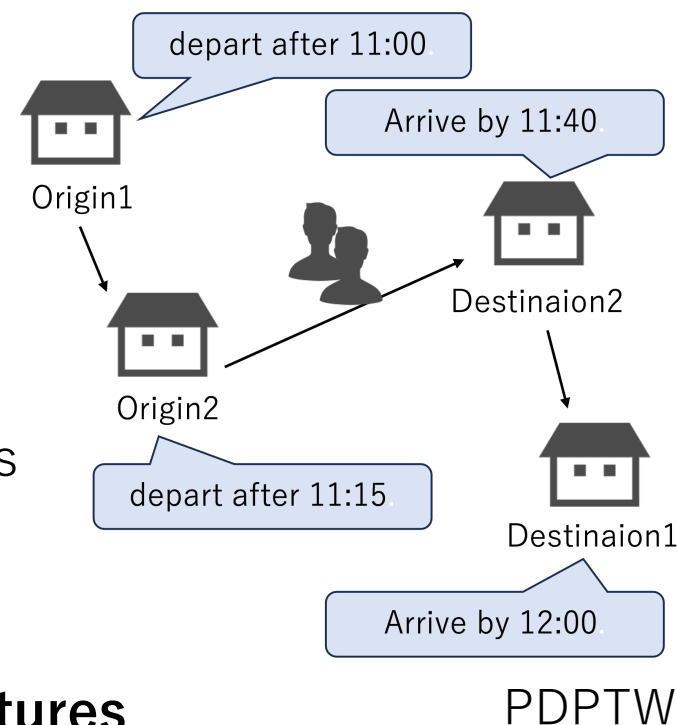 depart after 11:00.
Arrive by 11:40.
Origin1
Destinaion2
Origin2
s
depart after 11:15.
Destinaion1
Arrive by 12:00.
tures
PDPTW